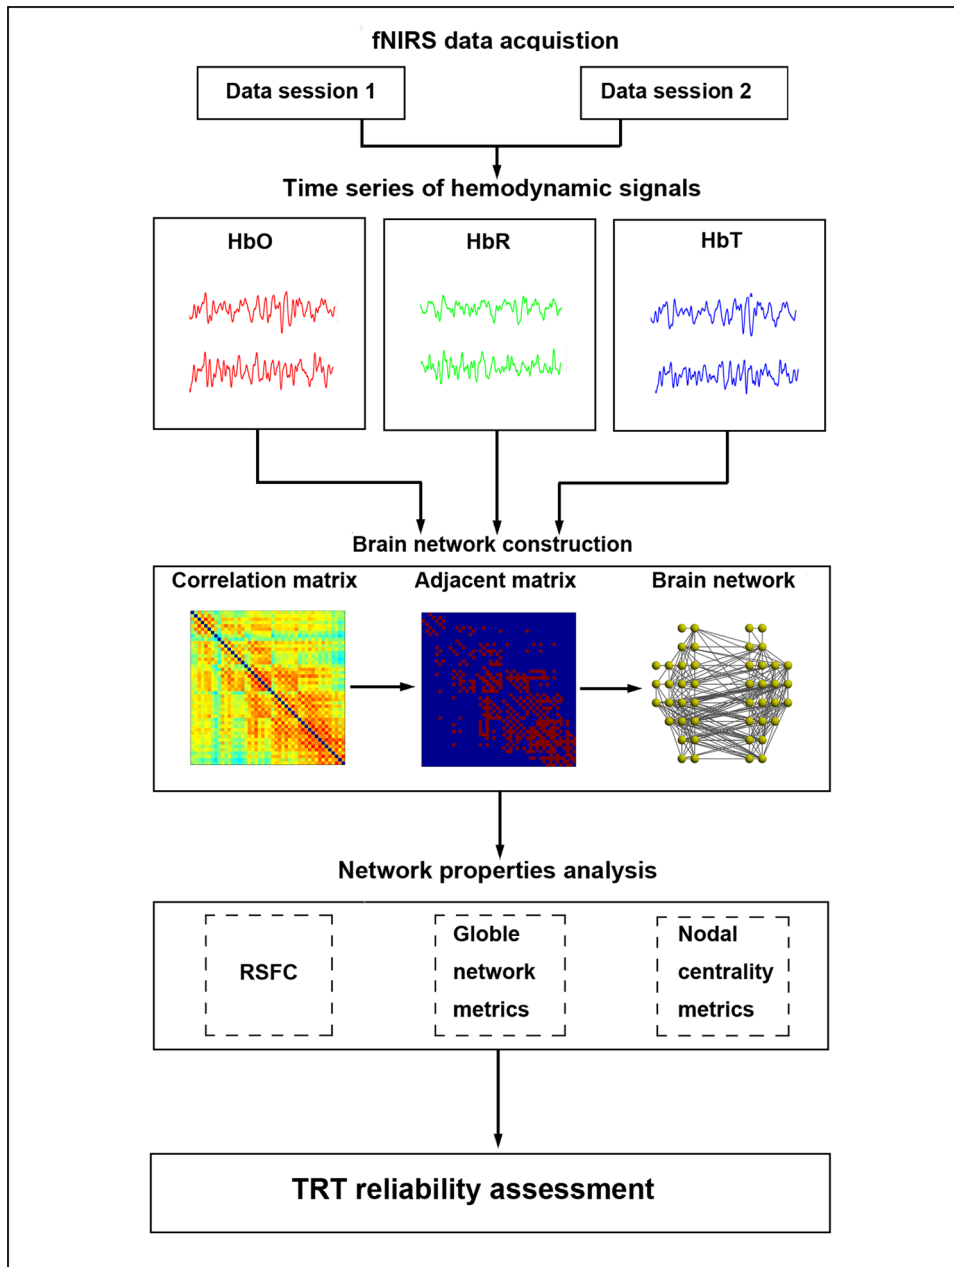 fNIRS data acquistion
Data session 1
Data session 2
Time series of hemodynamic signals
HbO
HbR
HbT
Brain network construction
Correlation matrix
Adjacent matrix
Brain network
Network properties analysis
RSFC
Globle
network
metrics
Nodal
centrality
metrics
TRT reliability assessment